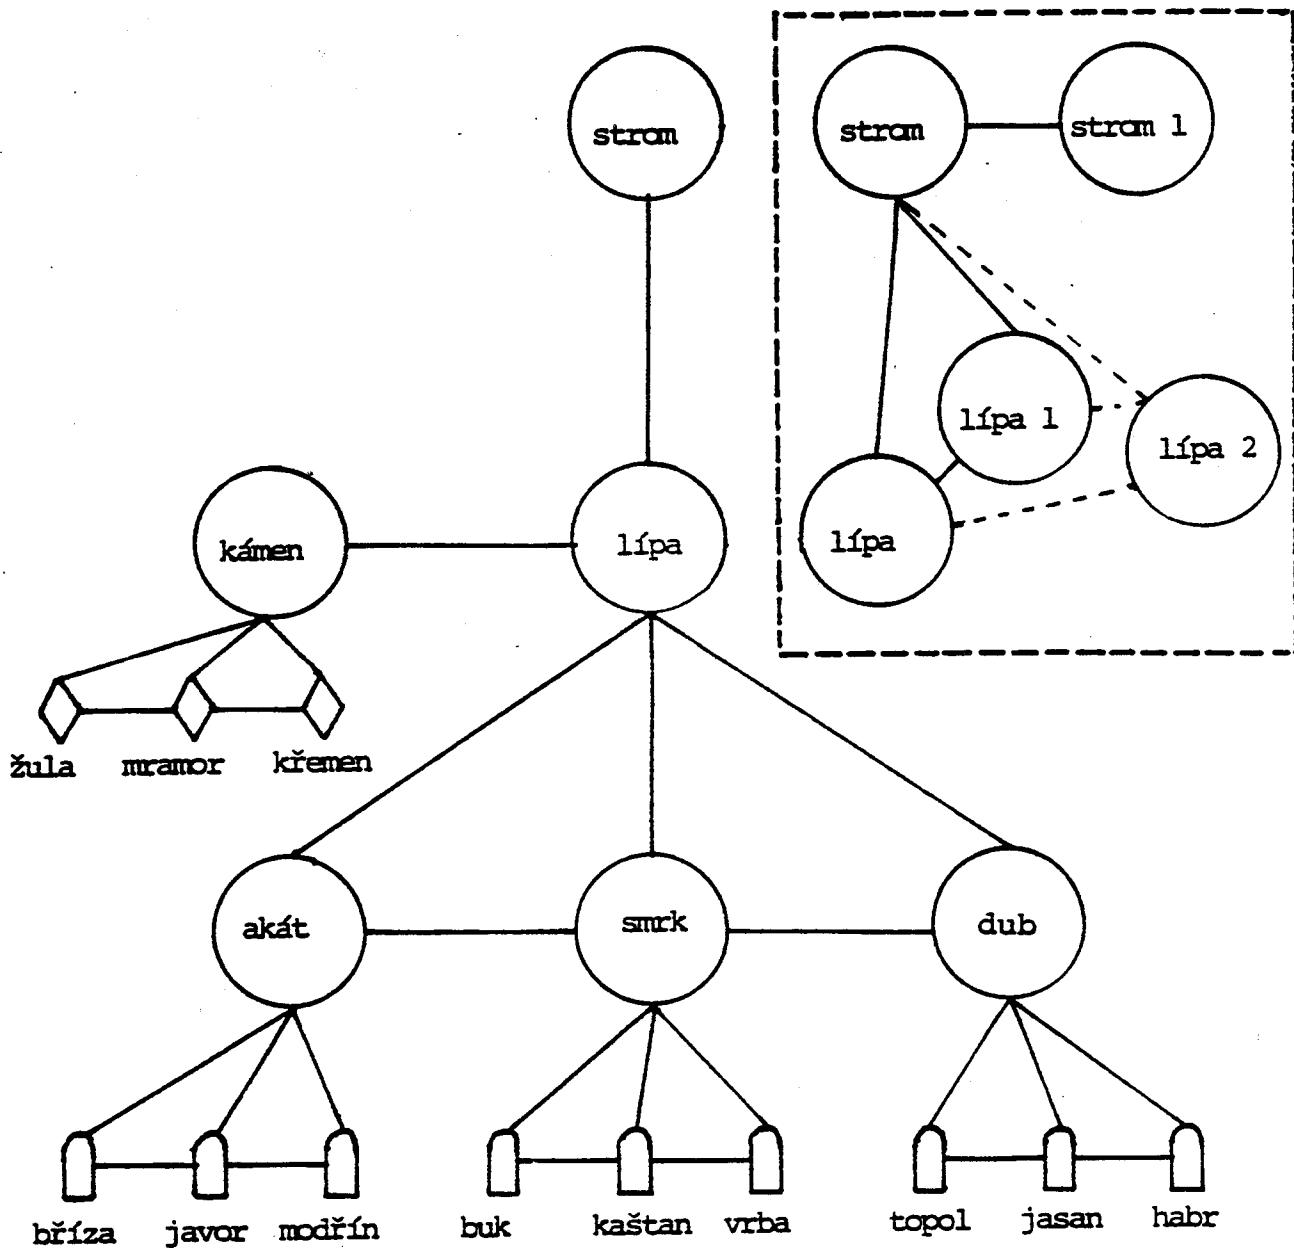 strom
strom
strom 1
lípa 1
lípa 2
lípa
kámen
lípa
žula
mramor
křemen
akát
smrk
dub
bříza
javor
modřín
buk
kaštan
vrba
topol
jasan
habr